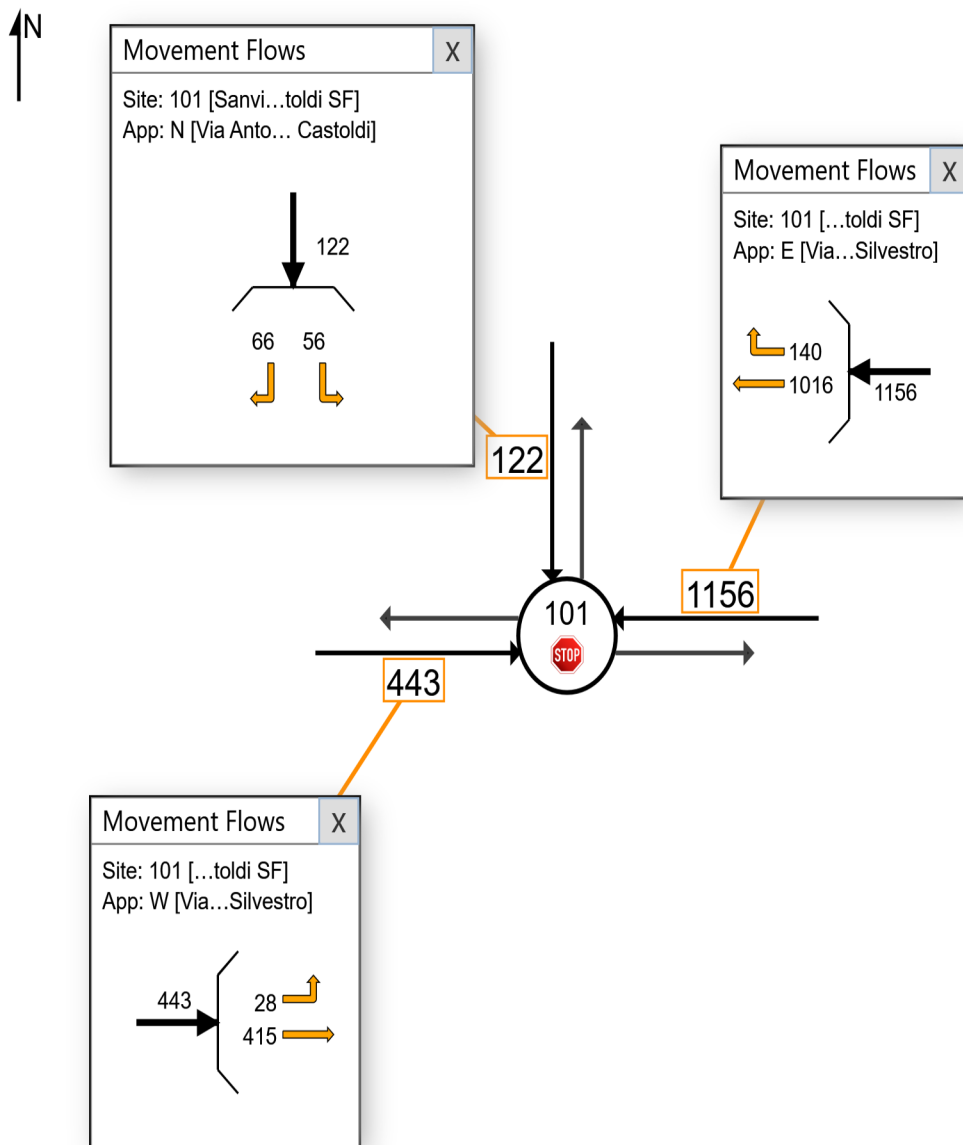 N
Movement Flows X
Site: 101 [Sanvi...toldi SF]
App: N [Via Anto... Castoldi]
122
66 56
Movement Flows X
Site: 101 [...toldi SF]
App: E [Via...Silvestro]
140
1016
1156
122
1156
101
STOP
443
Movement Flows X
Site: 101 [...toldi SF]
App: W [Via...Silvestro]
443
28
415